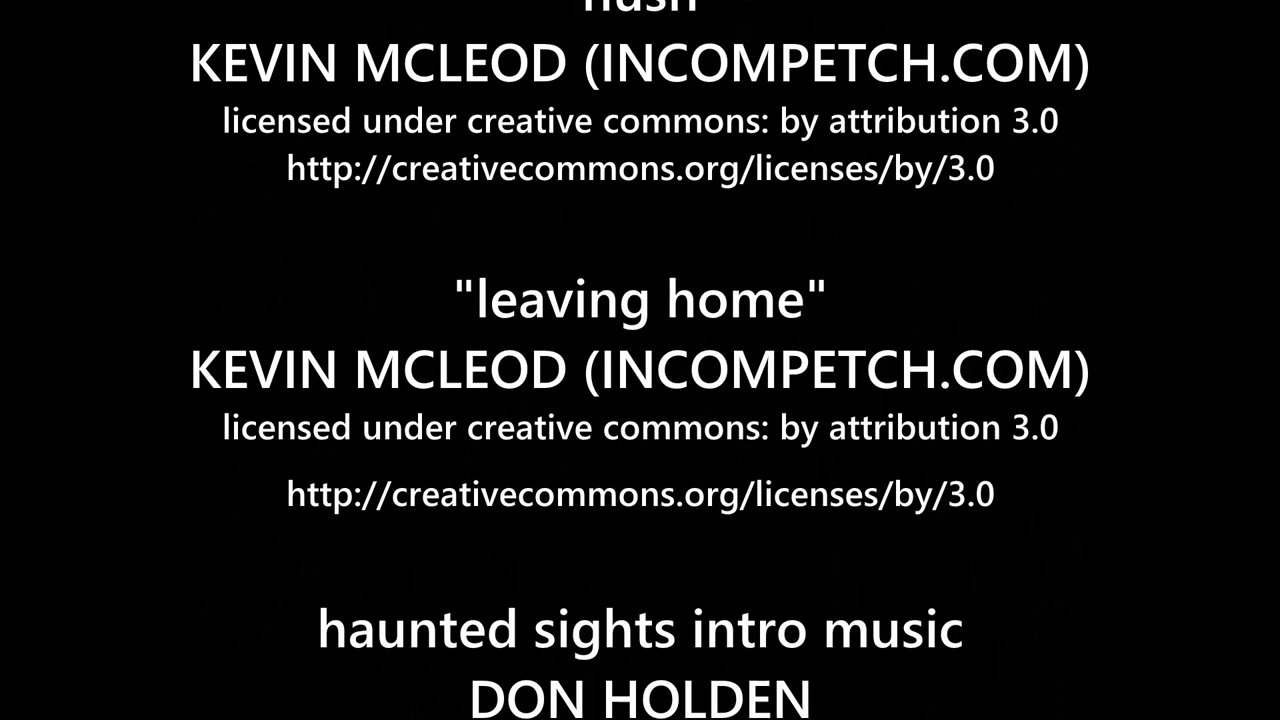 hush
KEVIN MCLEOD (INCOMPETCH.COM)
licensed under creative commons: by attribution 3.0
http://creativecommons.org/licenses/by/3.0
"leaving home"
KEVIN MCLEOD (INCOMPETCH.COM)
licensed under creative commons: by attribution 3.0
http://creativecommons.org/licenses/by/3.0
haunted sights intro music
DON HOLDEN